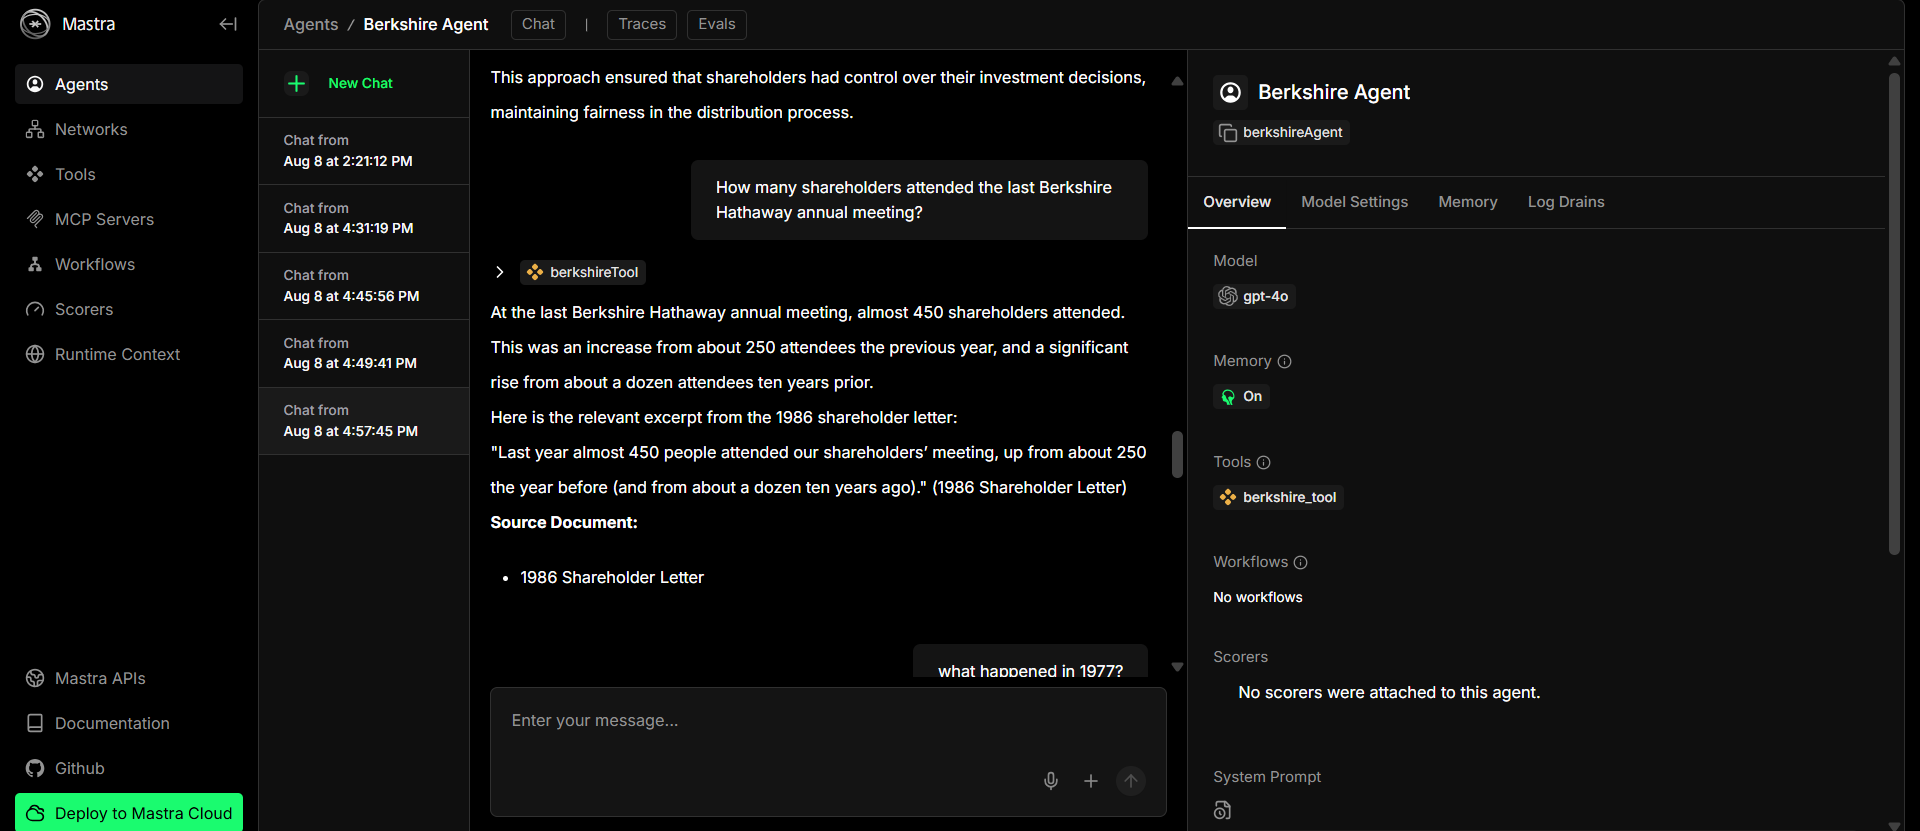 Mastra
Agents
Networks
Tools
MCP Servers
Workflows
Scorers
Runtime Context
Mastra APIs
Documentation
Github
Deploy to Mastra Cloud
Agents / Berkshire Agent
Chat | Traces Evals
New Chat
Chat from
Aug 8 at 2:21:12 PM
Chat from
Aug 8 at 4:31:19 PM
Chat from
Aug 8 at 4:45:56 PM
Chat from
Aug 8 at 4:49:41 PM
Chat from
Aug 8 at 4:57:45 PM
This approach ensured that shareholders had control over their investment decisions,
maintaining fairness in the distribution process.
How many shareholders attended the last Berkshire
Hathaway annual meeting?
berkshireTool
At the last Berkshire Hathaway annual meeting, almost 450 shareholders attended.
This was an increase from about 250 attendees the previous year, and a significant
rise from about a dozen attendees ten years prior.
Here is the relevant excerpt from the 1986 shareholder letter:
"Last year almost 450 people attended our shareholders’ meeting, up from about 250
the year before (and from about a dozen ten years ago)." (1986 Shareholder Letter)
Source Document:
• 1986 Shareholder Letter
what happened in 1977?
Enter your message...
Berkshire Agent
berkshireAgent
Overview Model Settings Memory Log Drains
Model
gpt-4o
Memory
On
Tools
berkshire_tool
Workflows
No workflows
Scorers
No scorers were attached to this agent.
System Prompt